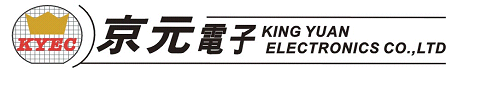 KYEC
京元電子
KING YUAN
ELECTRONICS CO.,LTD